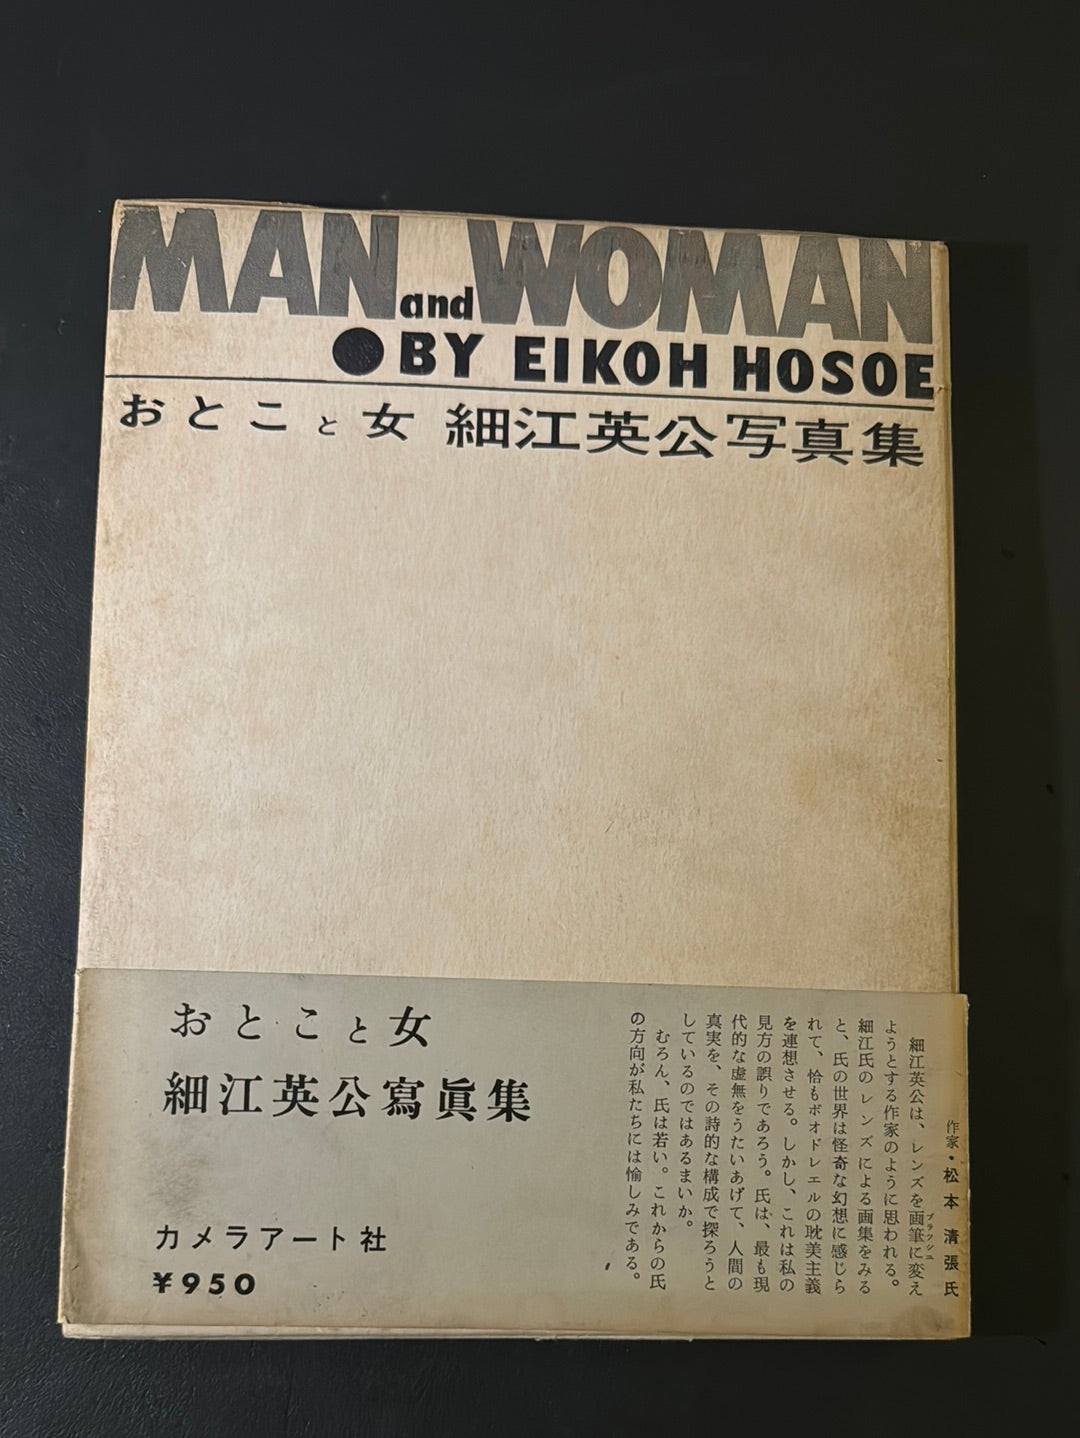 MAN and WOMAN
●BY EIKOH HOSOE
おとこと女 細江英公写真集
おとこと女
細江英公寫眞集
カメラアート社
¥950
作家・松本清張氏
細江英公は、レンズを画筆に変え
ブラッシユ
ようとする作家のように思われる。
細江氏のレンズによる画集をみる
と、氏の世界は怪奇な幻想に感じら
れて、恰もボオドレエルの耽美主義
を連想させる。しかし、これは私の
見方の誤りであろう。氏は、最も現
代的な虚無をうたいあげて、人間の
真実を、その詩的な構成で探ろうと
しているのではあるまいか。
むろん、氏は若い。これからの氏
の方向が私たちには愉しみである。